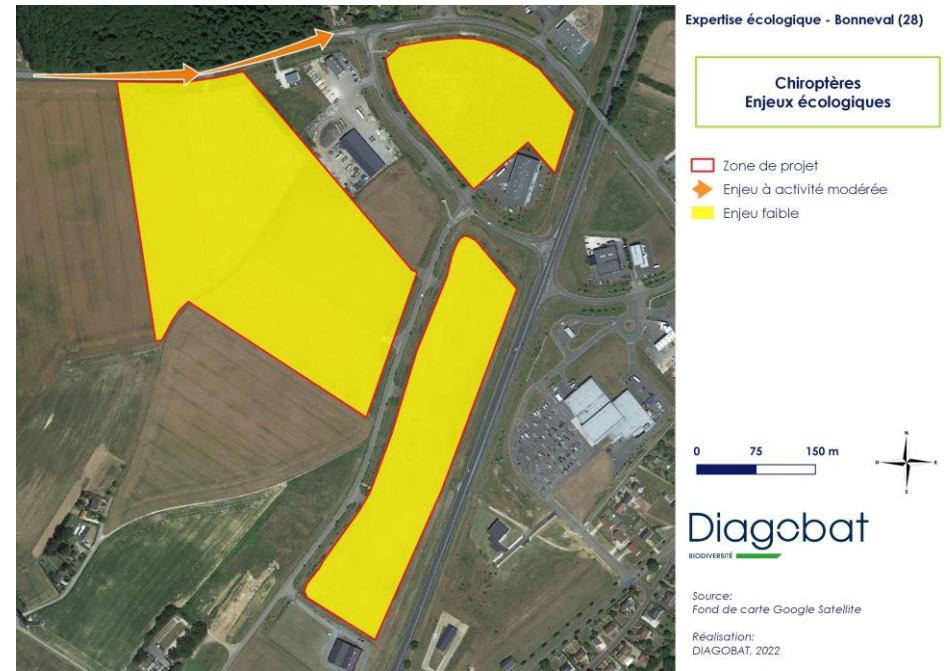 Expertise écologique - Bonneval (28)
Chiroptères
Enjeux écologiques
Zone de projet
Enjeu à activité modérée
Enjeu faible
0 75 150 m
N
O E
S
Diagobat
BIODIVERSITÉ
Source:
Fond de carte Google Satellite
Réalisation:
DIAGOBAT, 2022